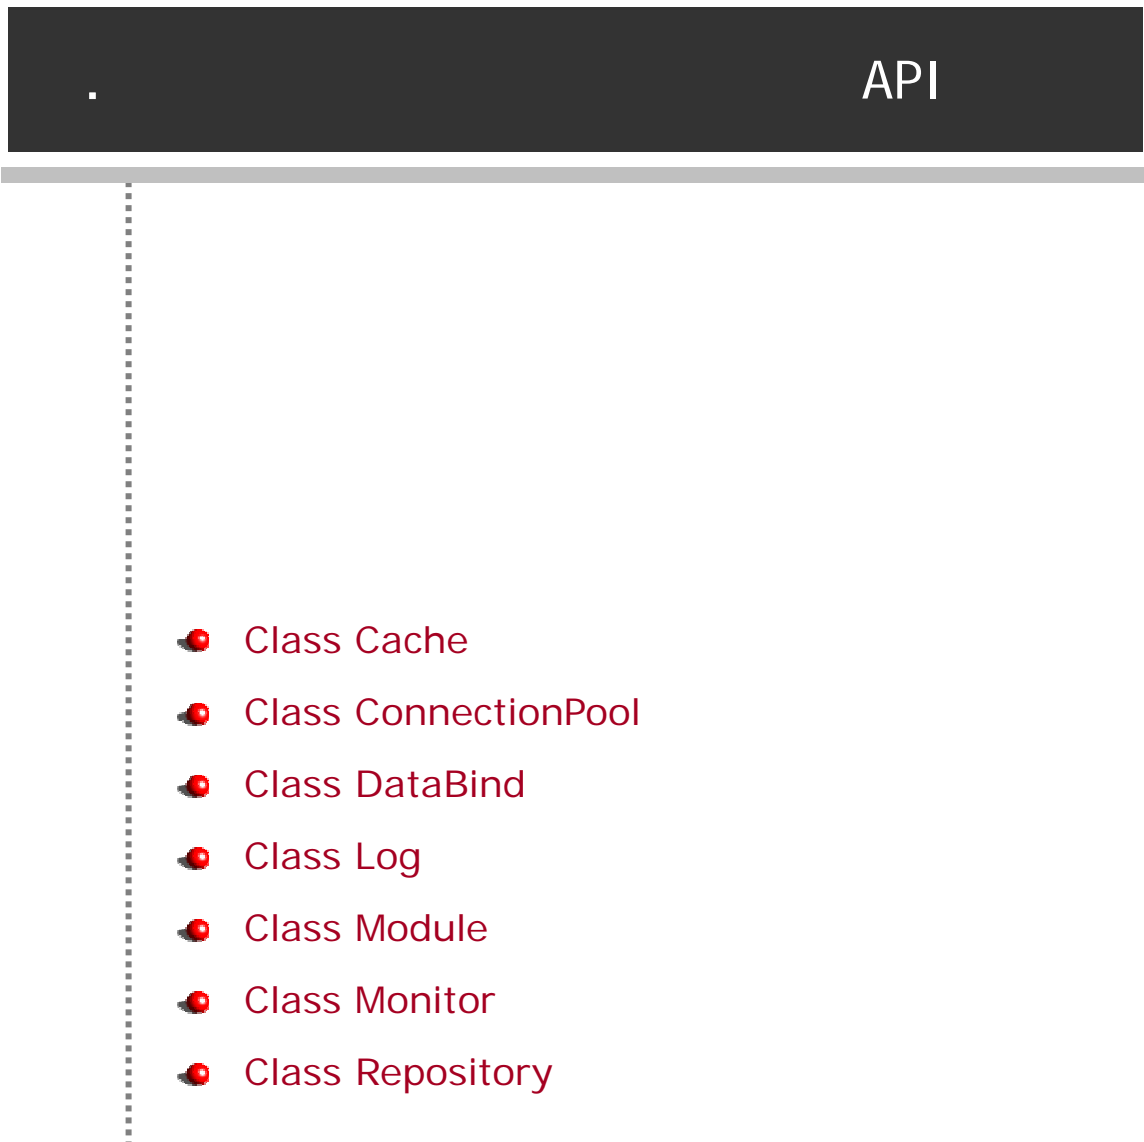 . API
Class Cache
Class ConnectionPool
Class DataBind
Class Log
Class Module
Class Monitor
Class Repository